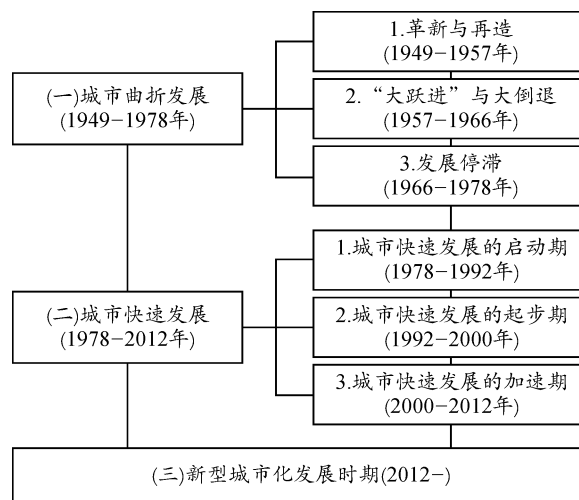 (一)城市曲折发展
(1949-1978年)
1.革新与再造
(1949-1957年)
2.“大跃进”与大倒退
(1957-1966年)
3.发展停滞
(1966-1978年)
(二)城市快速发展
(1978-2012年)
1.城市快速发展的启动期
(1978-1992年)
2.城市快速发展的起步期
(1992-2000年)
3.城市快速发展的加速期
(2000-2012年)
(三)新型城市化发展时期(2012-)